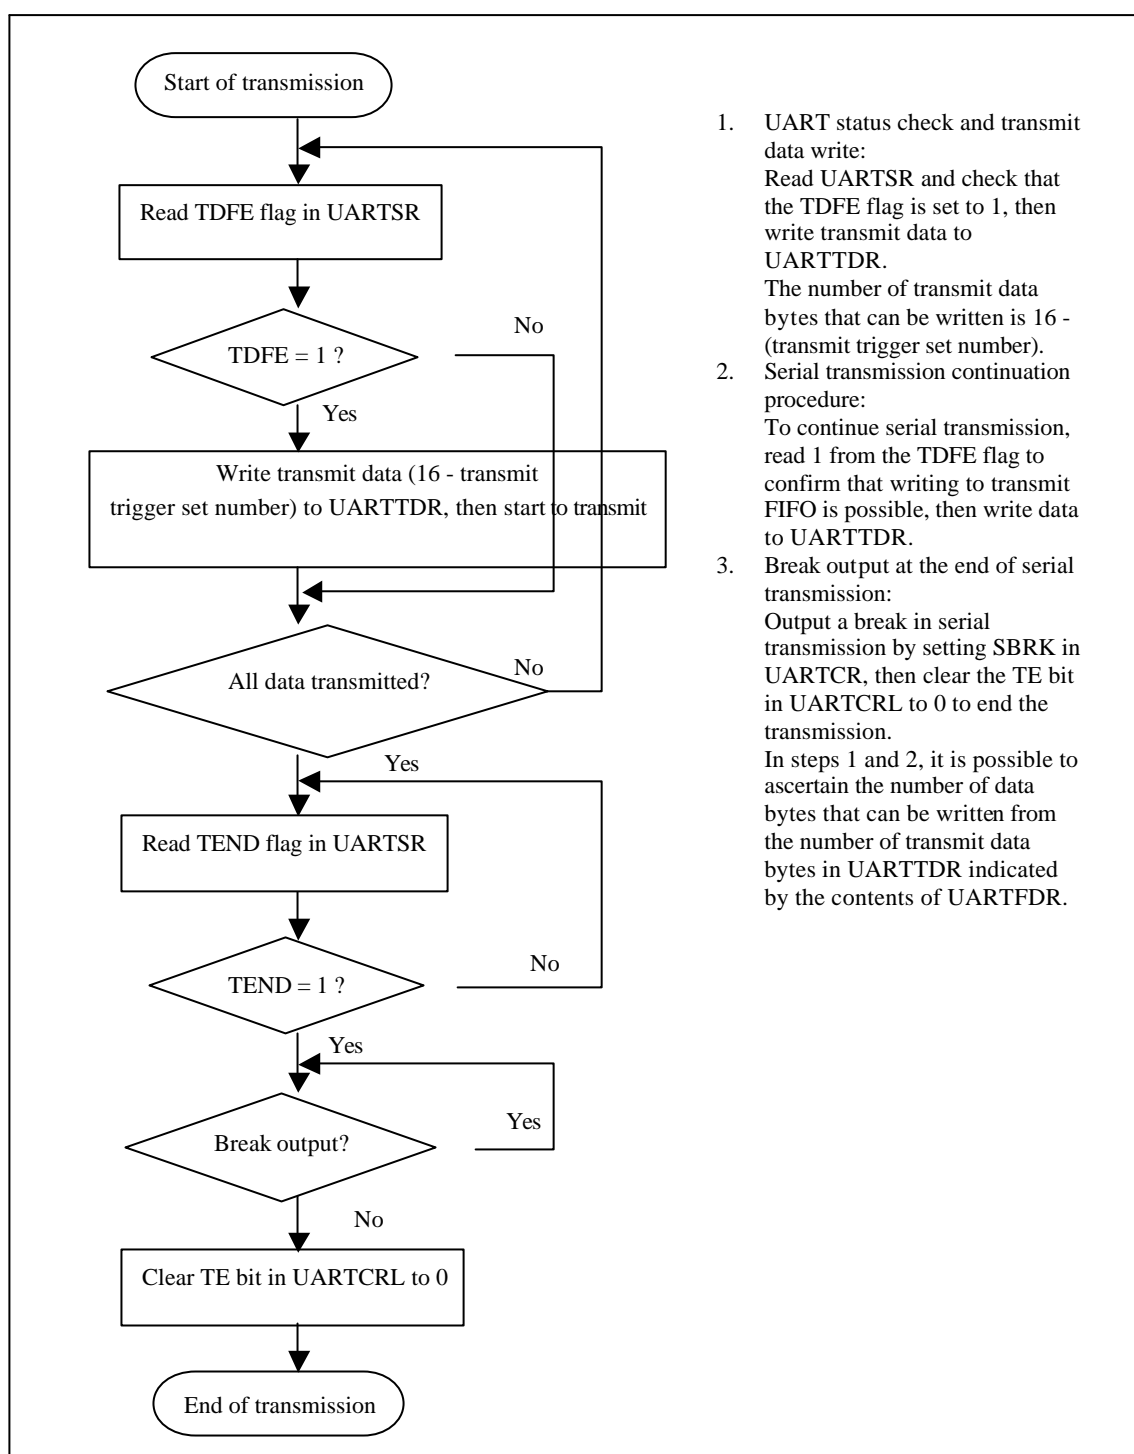 Start of transmission
Read TDFE flag in UARTSR
No
TDFE = 1 ?
Yes
Write transmit data (16 - transmit
trigger set number) to UARTTDR, then start to transmit
No
All data transmitted?
Yes
Read TEND flag in UARTSR
No
TEND = 1 ?
Yes
Yes
Break output?
No
Clear TE bit in UARTCRL to 0
End of transmission
1. UART status check and transmit
data write:
Read UARTSR and check that
the TDFE flag is set to 1, then
write transmit data to
UARTTDR.
The number of transmit data
bytes that can be written is 16 -
(transmit trigger set number).
2. Serial transmission continuation
procedure:
To continue serial transmission,
read 1 from the TDFE flag to
confirm that writing to transmit
FIFO is possible, then write data
to UARTTDR.
3. Break output at the end of serial
transmission:
Output a break in serial
transmission by setting SBRK in
UARTCR, then clear the TE bit
in UARTCRL to 0 to end the
transmission.
In steps 1 and 2, it is possible to
ascertain the number of data
bytes that can be written from
the number of transmit data
bytes in UARTTDR indicated
by the contents of UARTFDR.